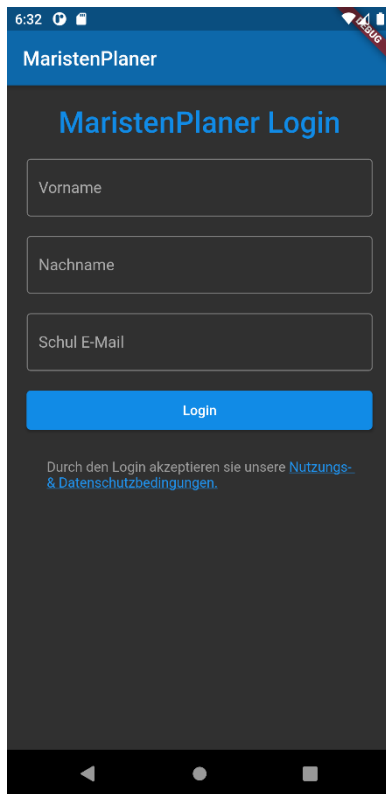 6:32
DEBUG
MaristenPlaner
MaristenPlaner Login
Vorname
Nachname
Schul E-Mail
Login
Durch den Login akzeptieren sie unsere Nutzungs-
& Datenschutzbedingungen.